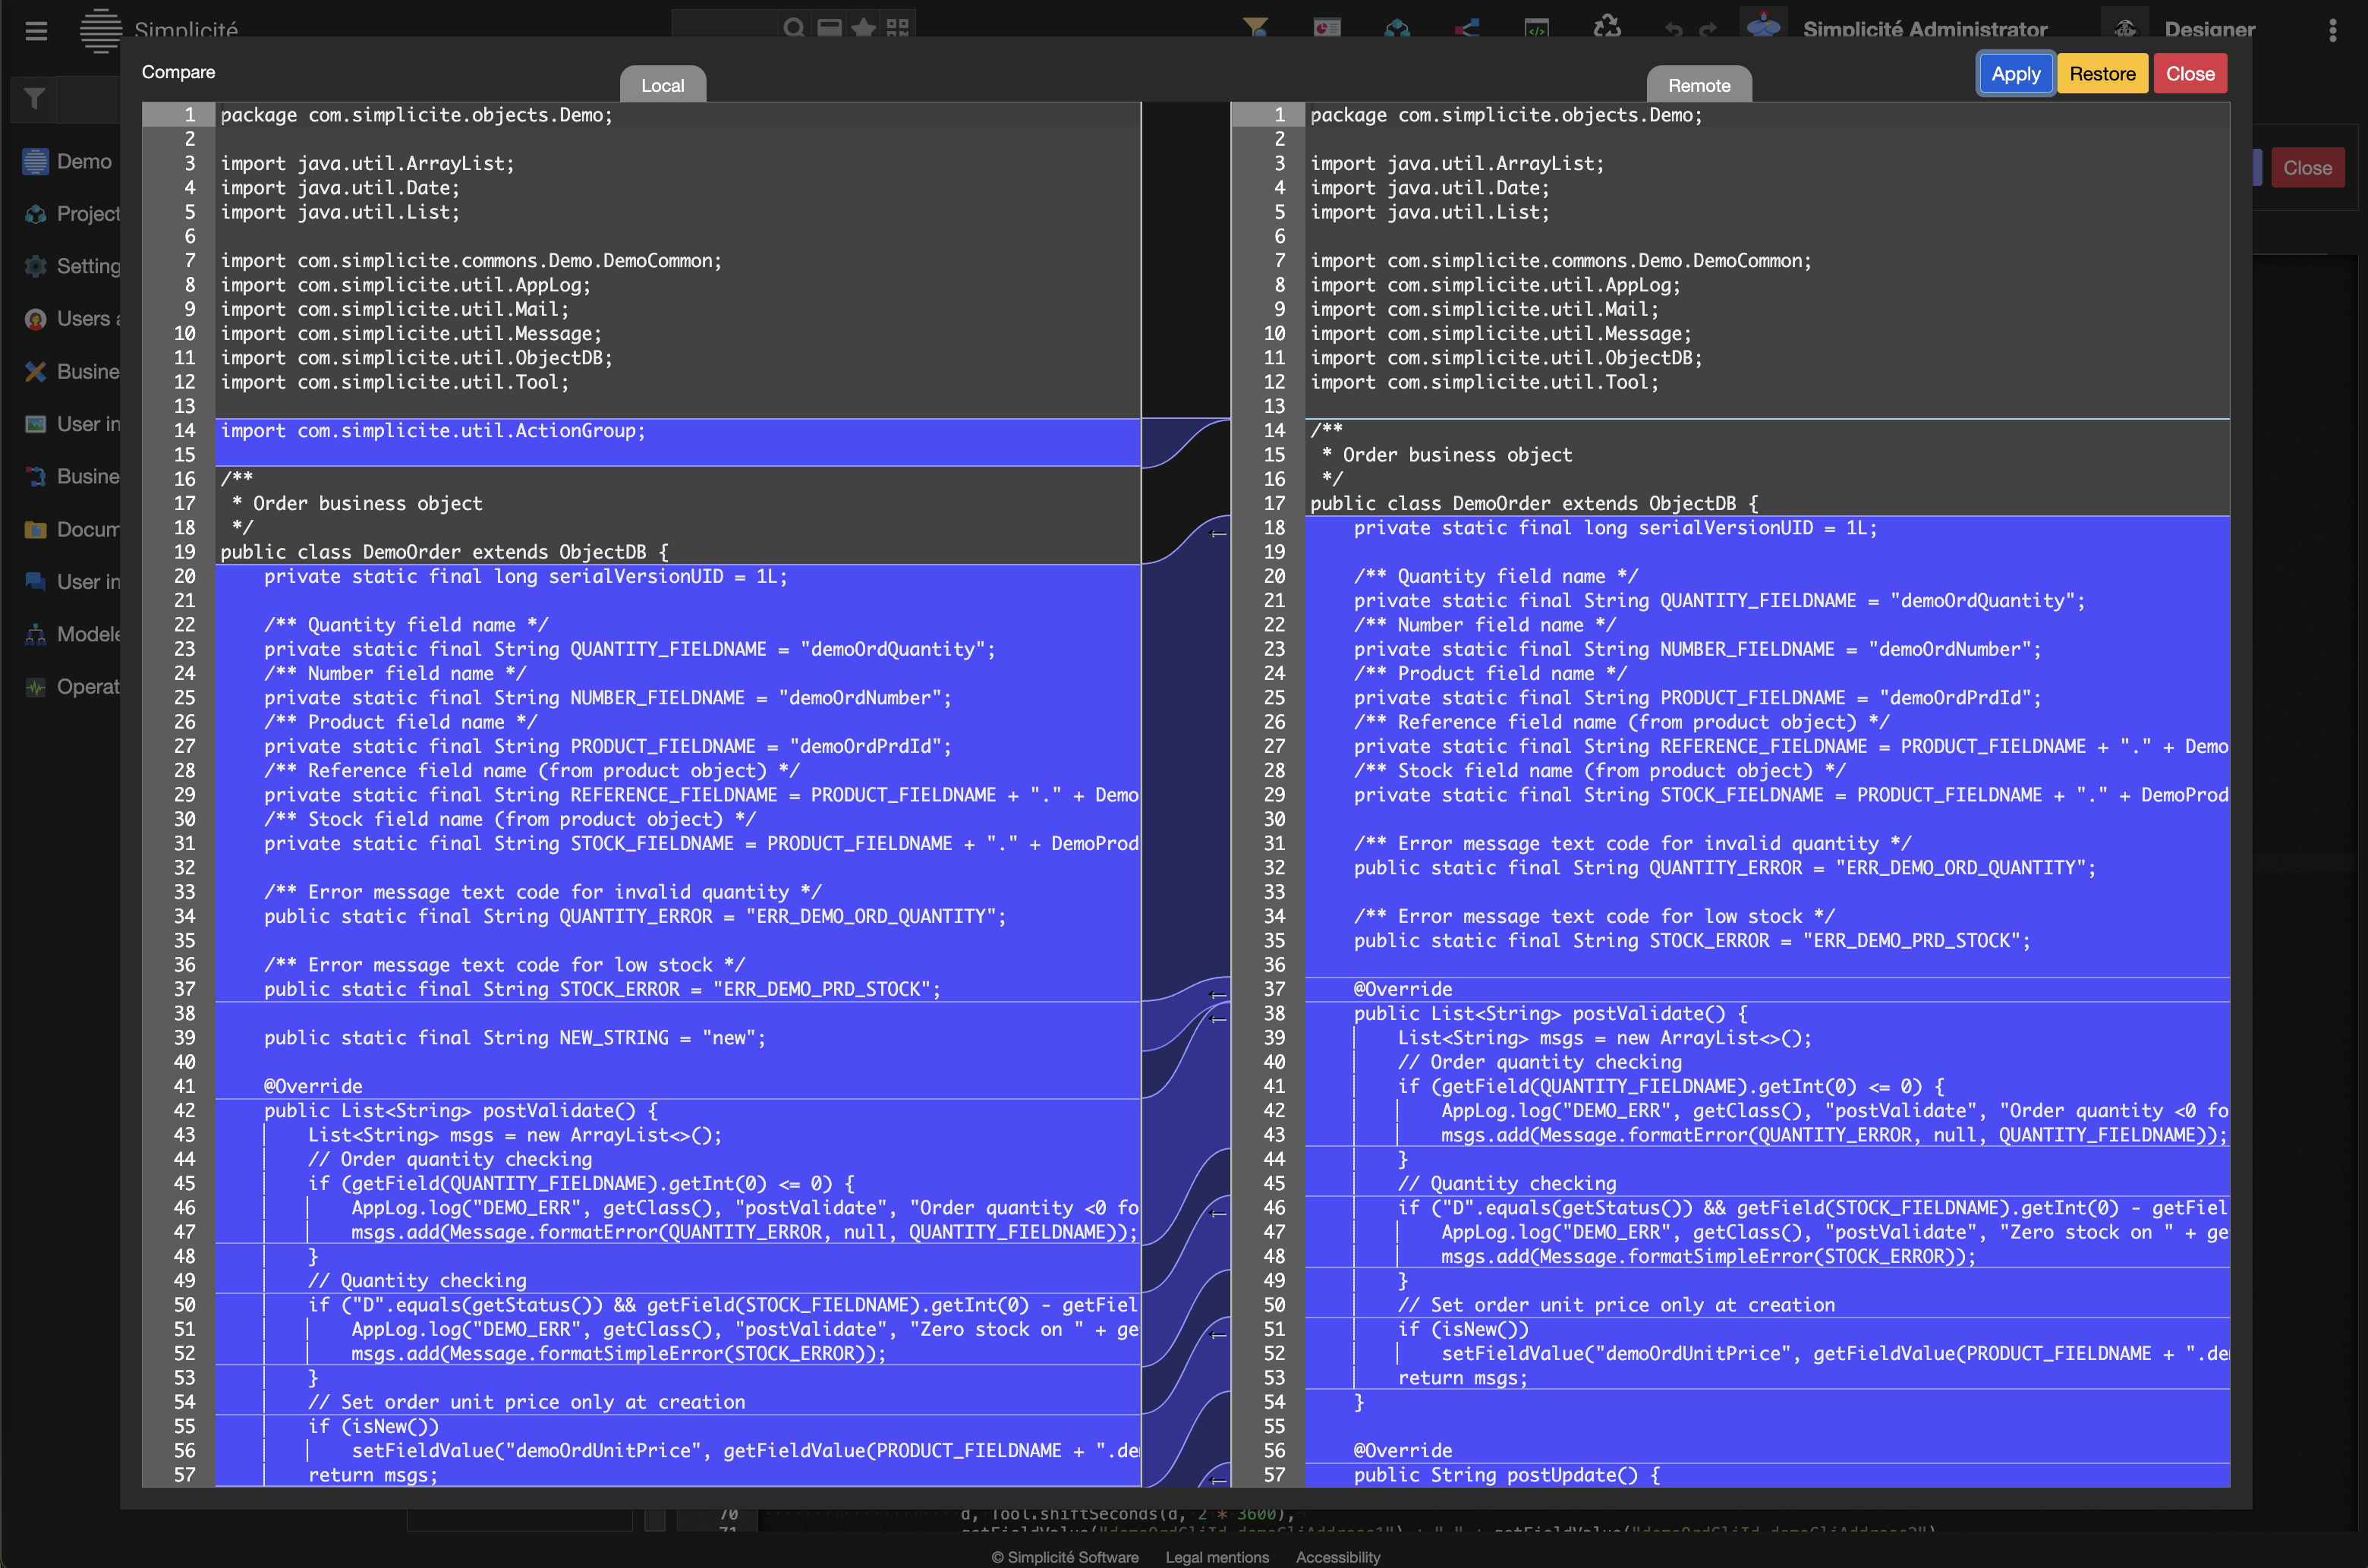 Simplicité
Simplicité Administrator
Designer
Compare
Local
Remote
Apply
Restore
Close
Close
Demo
Project
Setting
Users a
Busine
User in
Busine
Docum
User in
Modele
Operat
1 package com.simplicite.objects.Demo;
2
3 import java.util.ArrayList;
4 import java.util.Date;
5 import java.util.List;
6
7 import com.simplicite.commons.Demo.DemoCommon;
8 import com.simplicite.util.AppLog;
9 import com.simplicite.util.Mail;
10 import com.simplicite.util.Message;
11 import com.simplicite.util.ObjectDB;
12 import com.simplicite.util.Tool;
13
14 import com.simplicite.util.ActionGroup;
15
16 /**
17 * Order business object
18 */
19 public class DemoOrder extends ObjectDB {
20 private static final long serialVersionUID = 1L;
21
22 /** Quantity field name */
23 private static final String QUANTITY_FIELDNAME = "demoOrdQuantity";
24 /** Number field name */
25 private static final String NUMBER_FIELDNAME = "demoOrdNumber";
26 /** Product field name */
27 private static final String PRODUCT_FIELDNAME = "demoOrdPrdId";
28 /** Reference field name (from product object) */
29 private static final String REFERENCE_FIELDNAME = PRODUCT_FIELDNAME + "." + Demo
30 /** Stock field name (from product object) */
31 private static final String STOCK_FIELDNAME = PRODUCT_FIELDNAME + "." + DemoProd
32
33 /** Error message text code for invalid quantity */
34 public static final String QUANTITY_ERROR = "ERR_DEMO_ORD_QUANTITY";
35
36 /** Error message text code for low stock */
37 public static final String STOCK_ERROR = "ERR_DEMO_PRD_STOCK";
38
39 public static final String NEW_STRING = "new";
40
41 @Override
42 public List<String> postValidate() {
43 List<String> msgs = new ArrayList<>();
44 // Order quantity checking
45 if (getField(QUANTITY_FIELDNAME).getInt(0) <= 0) {
46 AppLog.log("DEMO_ERR", getClass(), "postValidate", "Order quantity <0 fo
47 msgs.add(Message.formatError(QUANTITY_ERROR, null, QUANTITY_FIELDNAME));
48 }
49 // Quantity checking
50 if ("D".equals(getStatus()) && getField(STOCK_FIELDNAME).getInt(0) - getFiel
51 AppLog.log("DEMO_ERR", getClass(), "postValidate", "Zero stock on " + ge
52 msgs.add(Message.formatSimpleError(STOCK_ERROR));
53 }
54 // Set order unit price only at creation
55 if (isNew())
56 setFieldValue("demoOrdUnitPrice", getFieldValue(PRODUCT_FIELDNAME + ".de
57 return msgs;
1 package com.simplicite.objects.Demo;
2
3 import java.util.ArrayList;
4 import java.util.Date;
5 import java.util.List;
6
7 import com.simplicite.commons.Demo.DemoCommon;
8 import com.simplicite.util.AppLog;
9 import com.simplicite.util.Mail;
10 import com.simplicite.util.Message;
11 import com.simplicite.util.ObjectDB;
12 import com.simplicite.util.Tool;
13
14 /**
15 * Order business object
16 */
17 public class DemoOrder extends ObjectDB {
18 private static final long serialVersionUID = 1L;
19
20 /** Quantity field name */
21 private static final String QUANTITY_FIELDNAME = "demoOrdQuantity";
22 /** Number field name */
23 private static final String NUMBER_FIELDNAME = "demoOrdNumber";
24 /** Product field name */
25 private static final String PRODUCT_FIELDNAME = "demoOrdPrdId";
26 /** Reference field name (from product object) */
27 private static final String REFERENCE_FIELDNAME = PRODUCT_FIELDNAME + "." + Demo
28 /** Stock field name (from product object) */
29 private static final String STOCK_FIELDNAME = PRODUCT_FIELDNAME + "." + DemoProd
30
31 /** Error message text code for invalid quantity */
32 public static final String QUANTITY_ERROR = "ERR_DEMO_ORD_QUANTITY";
33
34 /** Error message text code for low stock */
35 public static final String STOCK_ERROR = "ERR_DEMO_PRD_STOCK";
36
37 @Override
38 public List<String> postValidate() {
39 List<String> msgs = new ArrayList<>();
40 // Order quantity checking
41 if (getField(QUANTITY_FIELDNAME).getInt(0) <= 0) {
42 AppLog.log("DEMO_ERR", getClass(), "postValidate", "Order quantity <0 fo
43 msgs.add(Message.formatError(QUANTITY_ERROR, null, QUANTITY_FIELDNAME));
44 }
45 // Quantity checking
46 if ("D".equals(getStatus()) && getField(STOCK_FIELDNAME).getInt(0) - getFiel
47 AppLog.log("DEMO_ERR", getClass(), "postValidate", "Zero stock on " + ge
48 msgs.add(Message.formatSimpleError(STOCK_ERROR));
49 }
50 // Set order unit price only at creation
51 if (isNew())
52 setFieldValue("demoOrdUnitPrice", getFieldValue(PRODUCT_FIELDNAME + ".de
53 return msgs;
54 }
55
56 @Override
57 public String postUpdate() {
70 d, Tool.shiftSeconds(d, 2 * 3600),
© Simplicité Software
Legal mentions
Accessibility